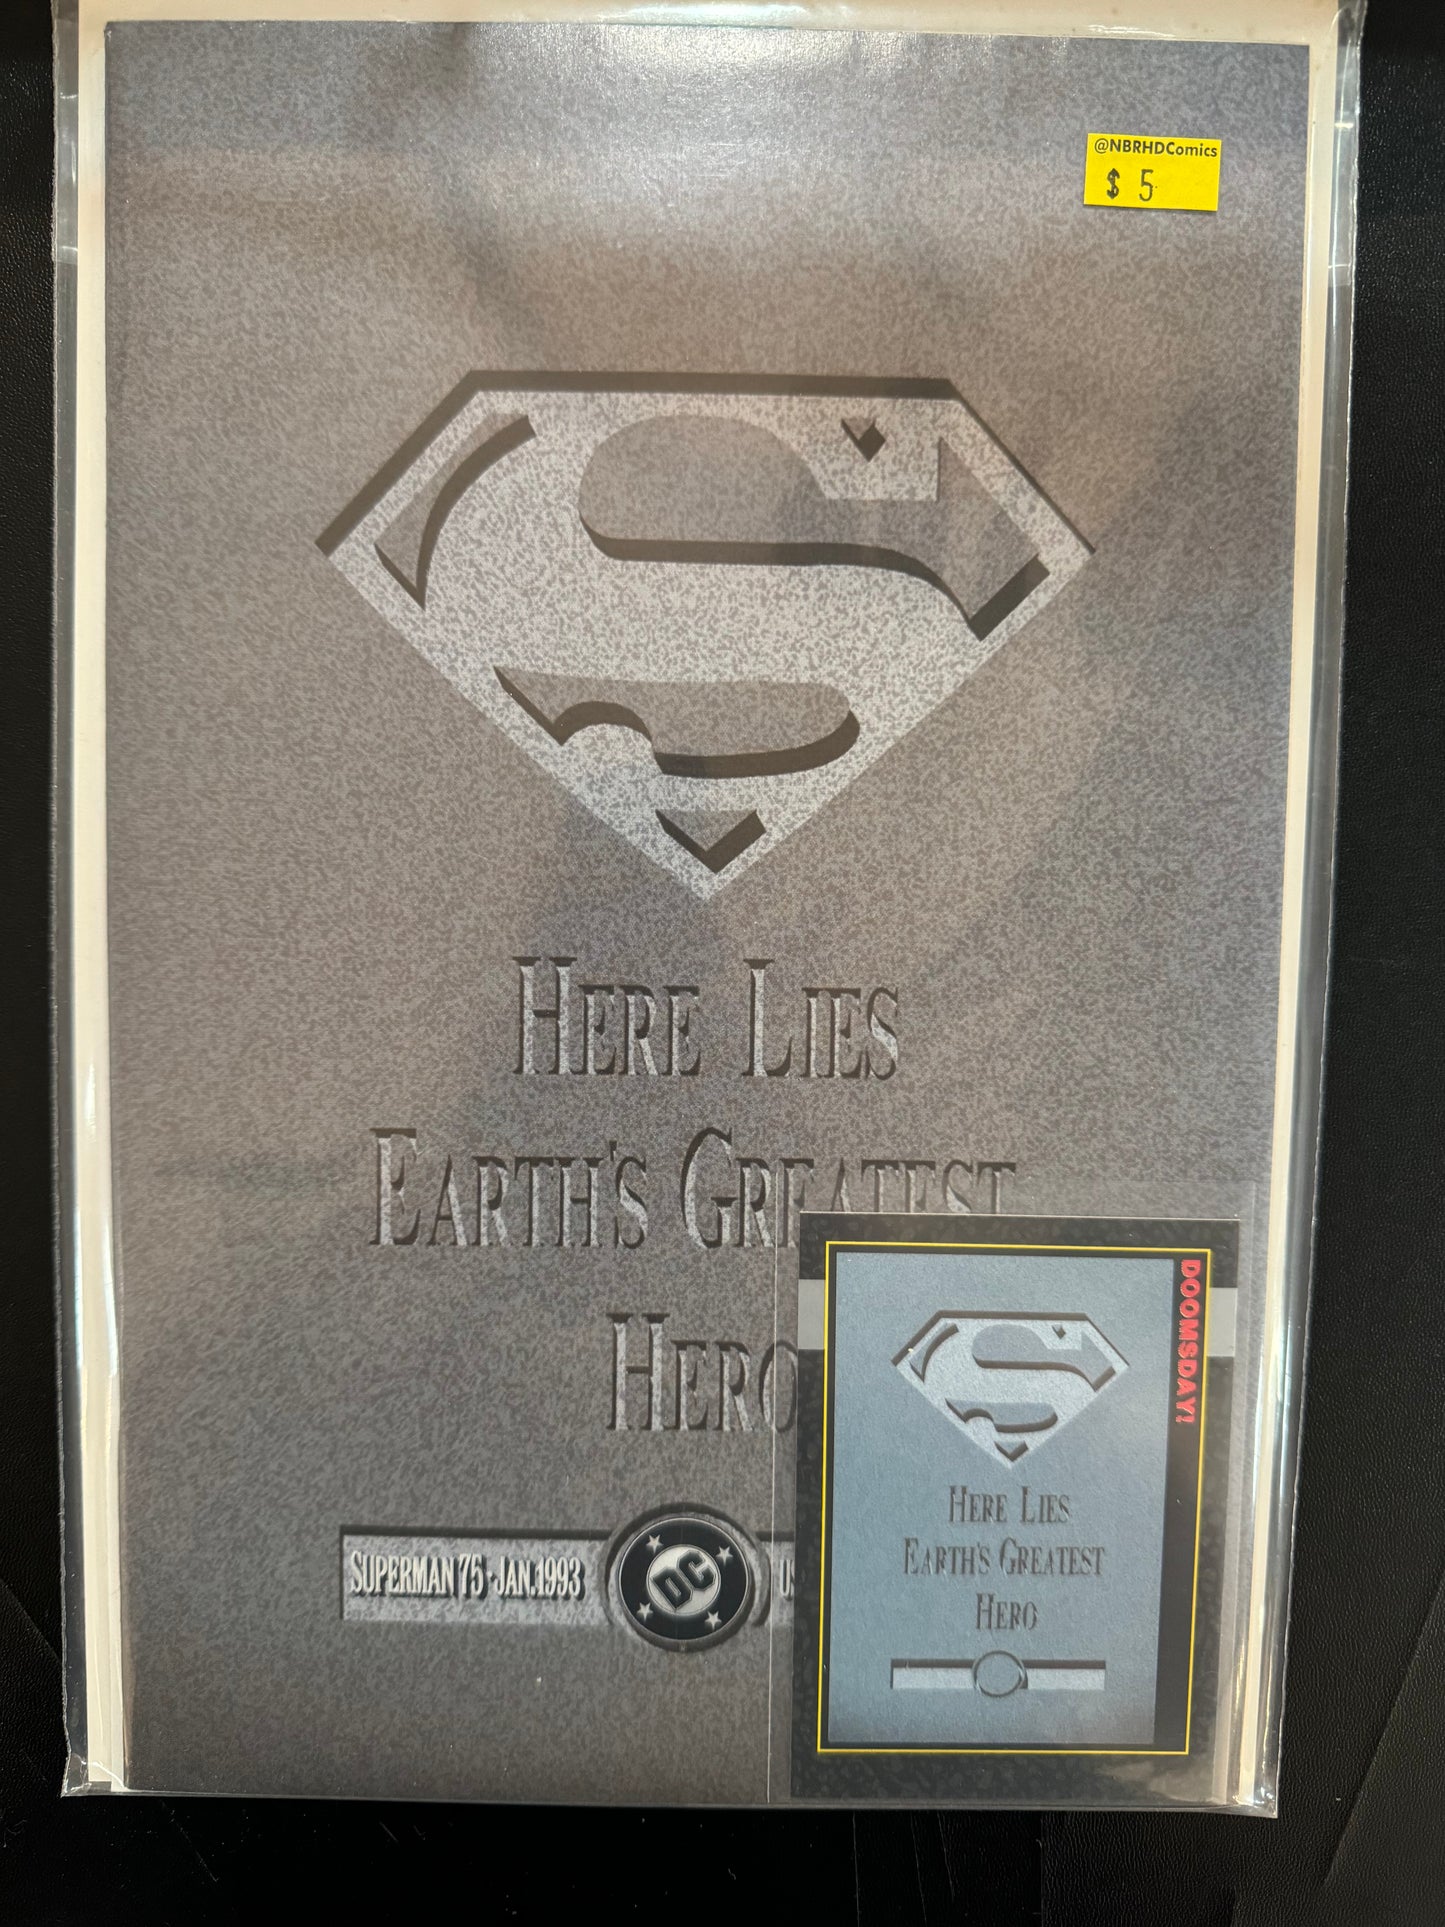 @NBRHDComics
$ 5
HERE LIES
EARTH'S GREATEST
HERO
SUPERMAN 75 · JAN. 1993
DC
DOOMSDAY!
HERE LIES
EARTH'S GREATEST
HERO